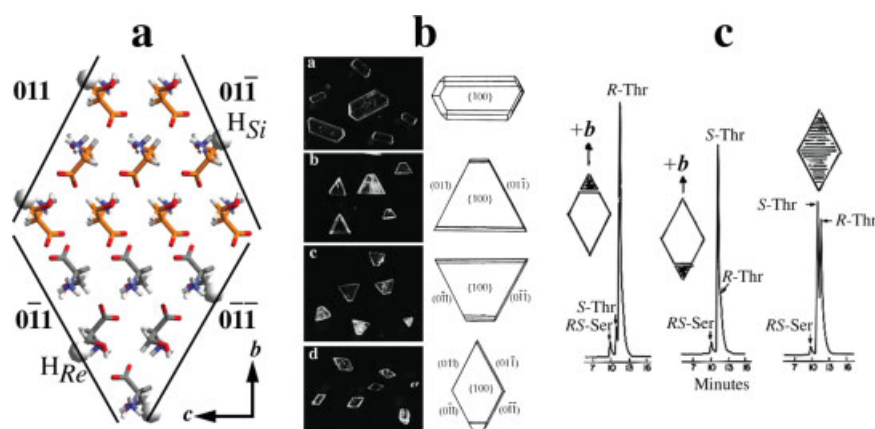 a
011
01̄1̄
H_Si
01̄1
01̄1̄
H_Re
b
c
b
a
{100}
b
(011)
(011̄)
{100}
c
{100}
(01̄1)
(01̄1̄)
d
(011)
(011̄)
{100}
(01̄1)
(01̄1̄)
c
R-Thr
+b
S-Thr
RS-Ser
7 10 13 16
S-Thr
+b
R-Thr
RS-Ser
7 10 13 16
Minutes
S-Thr
R-Thr
RS-Ser
7 10 13 16